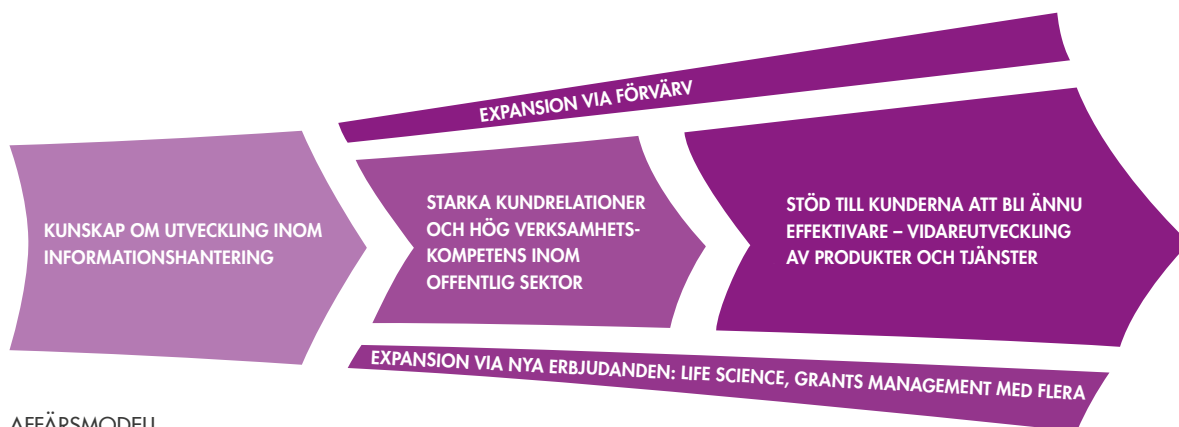 EXPANSION VIA FÖRVÄRV
KUNSKAP OM UTVECKLING INOM
INFORMATIONSHANTERING
STARKA KUNDRELATIONER
OCH HÖG VERKSAMHETS-
KOMPETENS INOM
OFFENTLIG SEKTOR
STÖD TILL KUNDERNA ATT BLI ÄNNU
EFFEKTIVARE – VIDAREUTVECKLING
AV PRODUKTER OCH TJÄNSTER
EXPANSION VIA NYA ERBJUDANDEN: LIFE SCIENCE, GRANTS MANAGEMENT MED FLERA
AFFÄRSMODELL